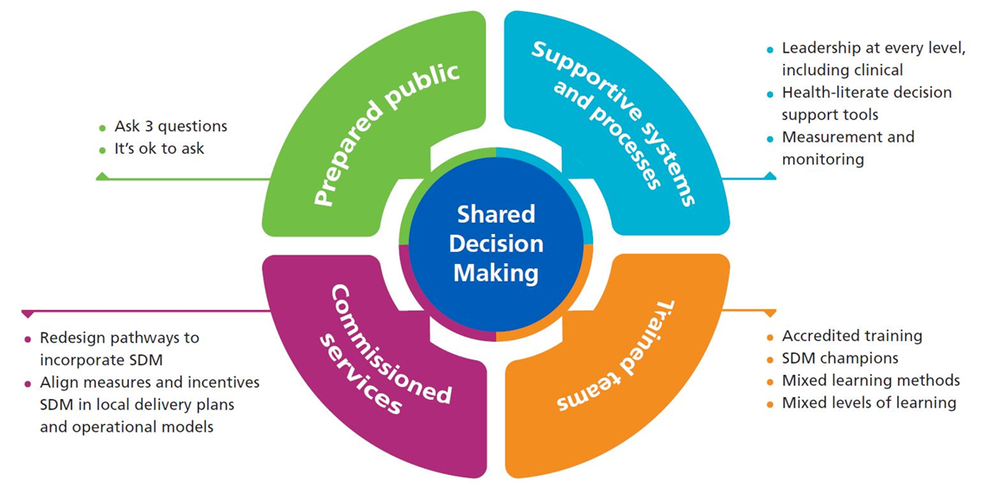 Prepared public
• Ask 3 questions
• It's ok to ask
Supportive systems
and processes
• Leadership at every level,
including clinical
• Health-literate decision
support tools
• Measurement and
monitoring
Shared
Decision
Making
Commissioned
services
• Redesign pathways to
incorporate SDM
• Align measures and incentives
SDM in local delivery plans
and operational models
Trained teams
• Accredited training
• SDM champions
• Mixed learning methods
• Mixed levels of learning